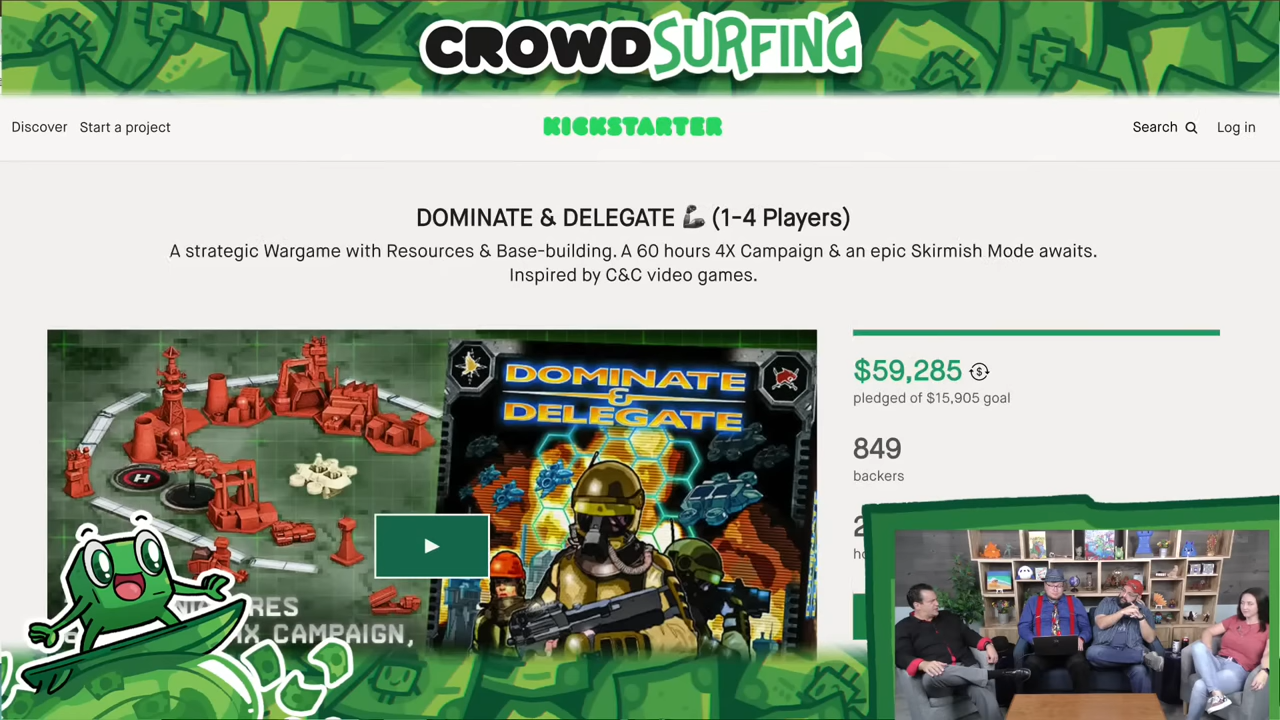 CROWDSURFING
Discover Start a project
KICKSTARTER
Search Log in
DOMINATE & DELEGATE 🦾 (1-4 Players)
A strategic Wargame with Resources & Base-building. A 60 hours 4X Campaign & an epic Skirmish Mode awaits.
Inspired by C&C video games.
DOMINATE
&
DELEGATE
H
$59,285
pledged of $15,905 goal
849
backers
CAMPAIGN,